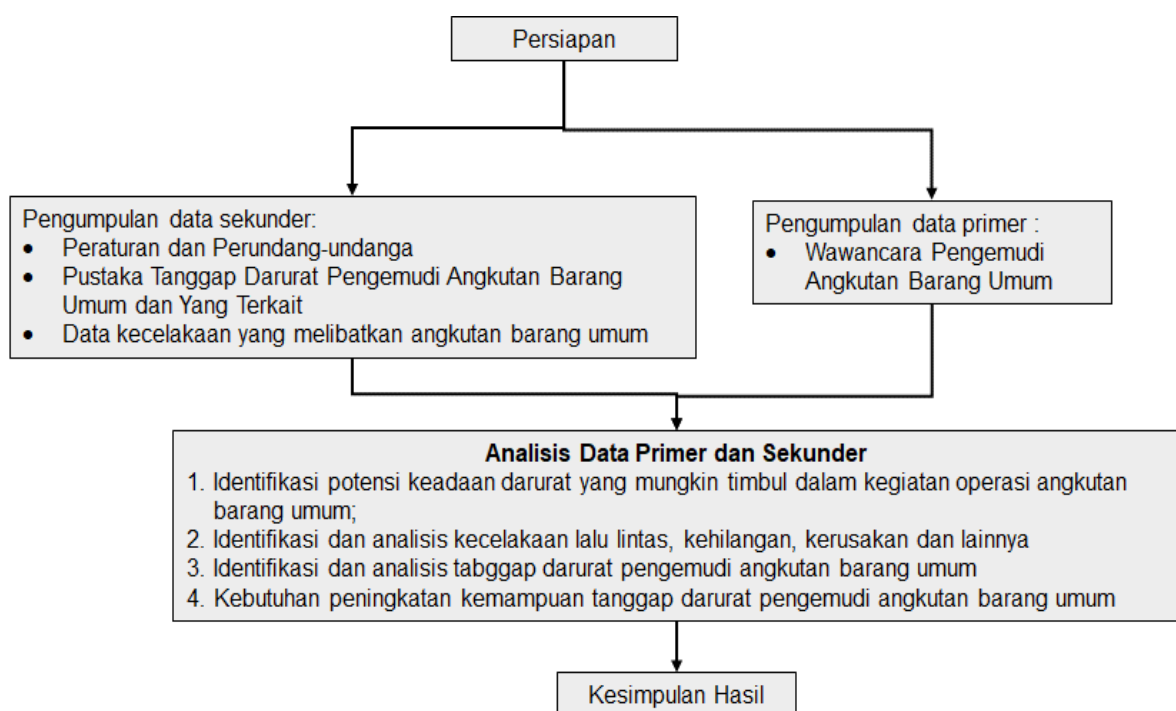 Persiapan
Pengumpulan data sekunder:
• Peraturan dan Perundang-undanga
• Pustaka Tanggap Darurat Pengemudi Angkutan Barang
Umum dan Yang Terkait
• Data kecelakaan yang melibatkan angkutan barang umum
Pengumpulan data primer :
• Wawancara Pengemudi
Angkutan Barang Umum
Analisis Data Primer dan Sekunder
1. Identifikasi potensi keadaan darurat yang mungkin timbul dalam kegiatan operasi angkutan
barang umum;
2. Identifikasi dan analisis kecelakaan lalu lintas, kehilangan, kerusakan dan lainnya
3. Identifikasi dan analisis tabggap darurat pengemudi angkutan barang umum
4. Kebutuhan peningkatan kemampuan tanggap darurat pengemudi angkutan barang umum
Kesimpulan Hasil